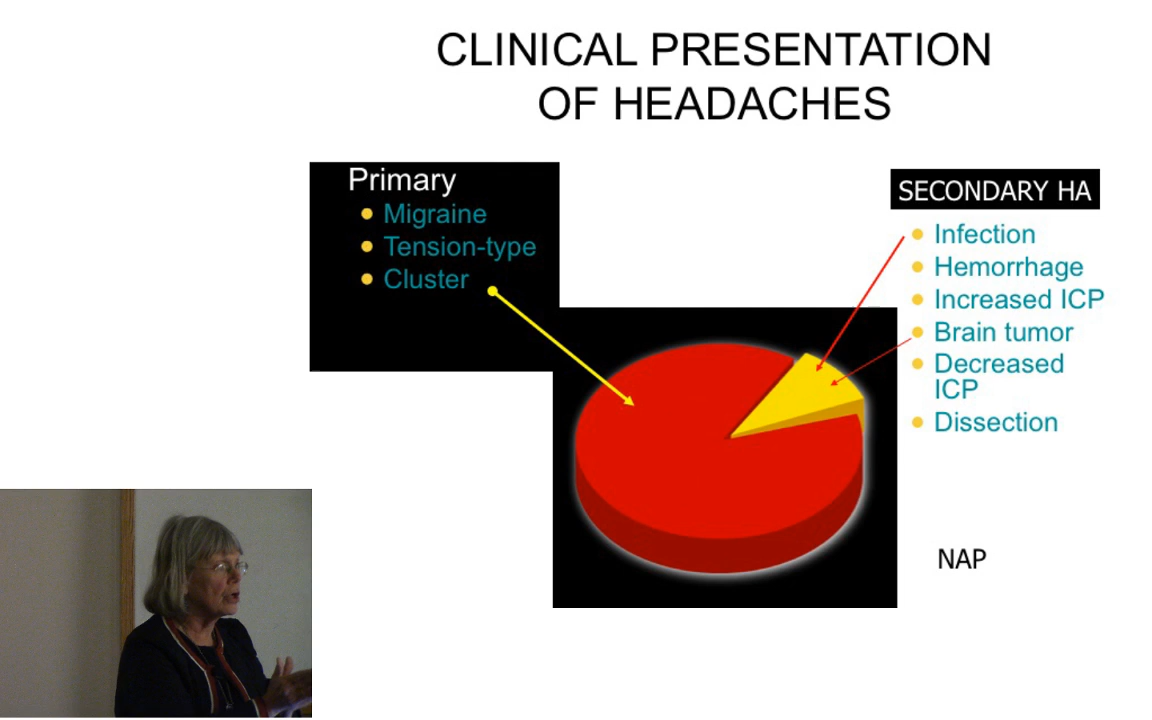 CLINICAL PRESENTATION
OF HEADACHES
Primary
Migraine
Tension-type
Cluster
SECONDARY HA
Infection
Hemorrhage
Increased ICP
Brain tumor
Decreased
ICP
Dissection
NAP